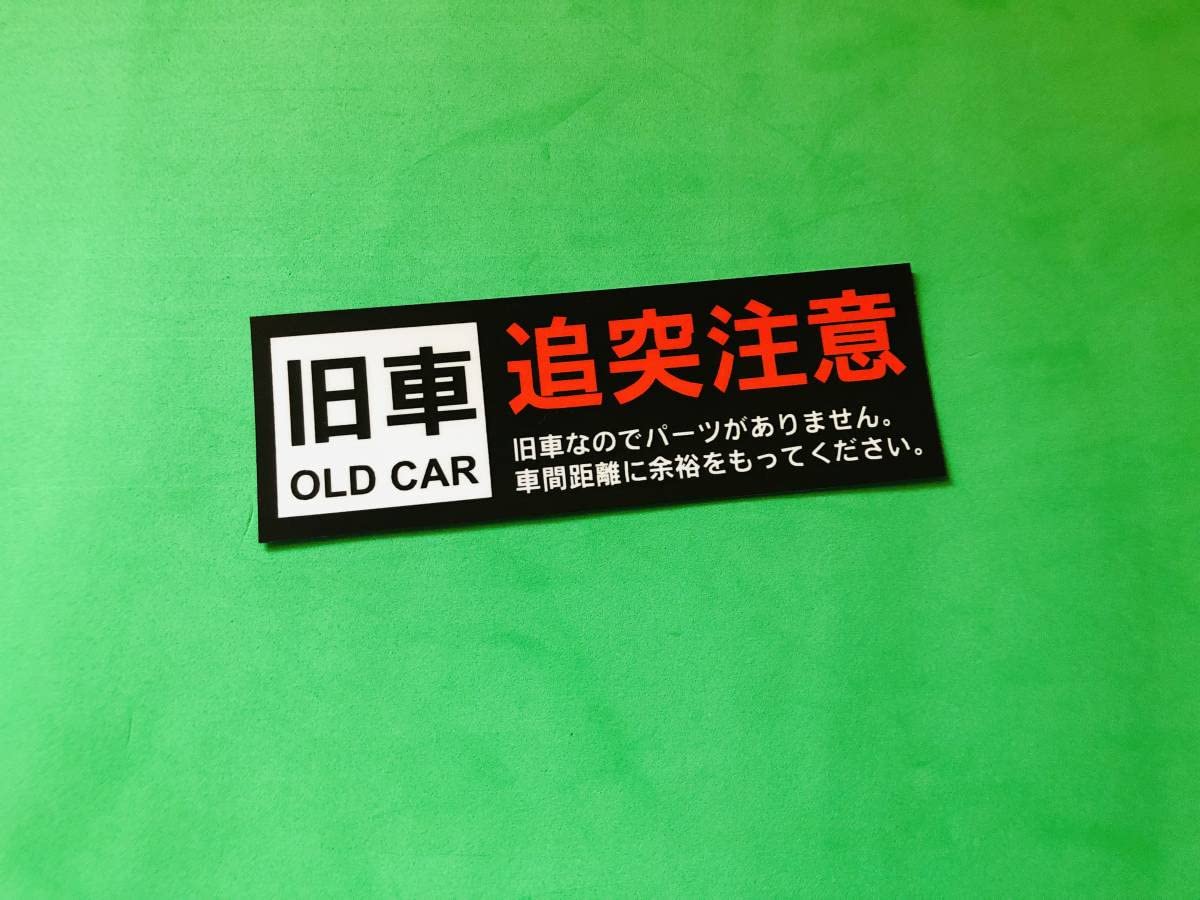 旧車
OLD CAR
追突注意
旧車なのでパーツがありません。
車間距離に余裕をもってください。